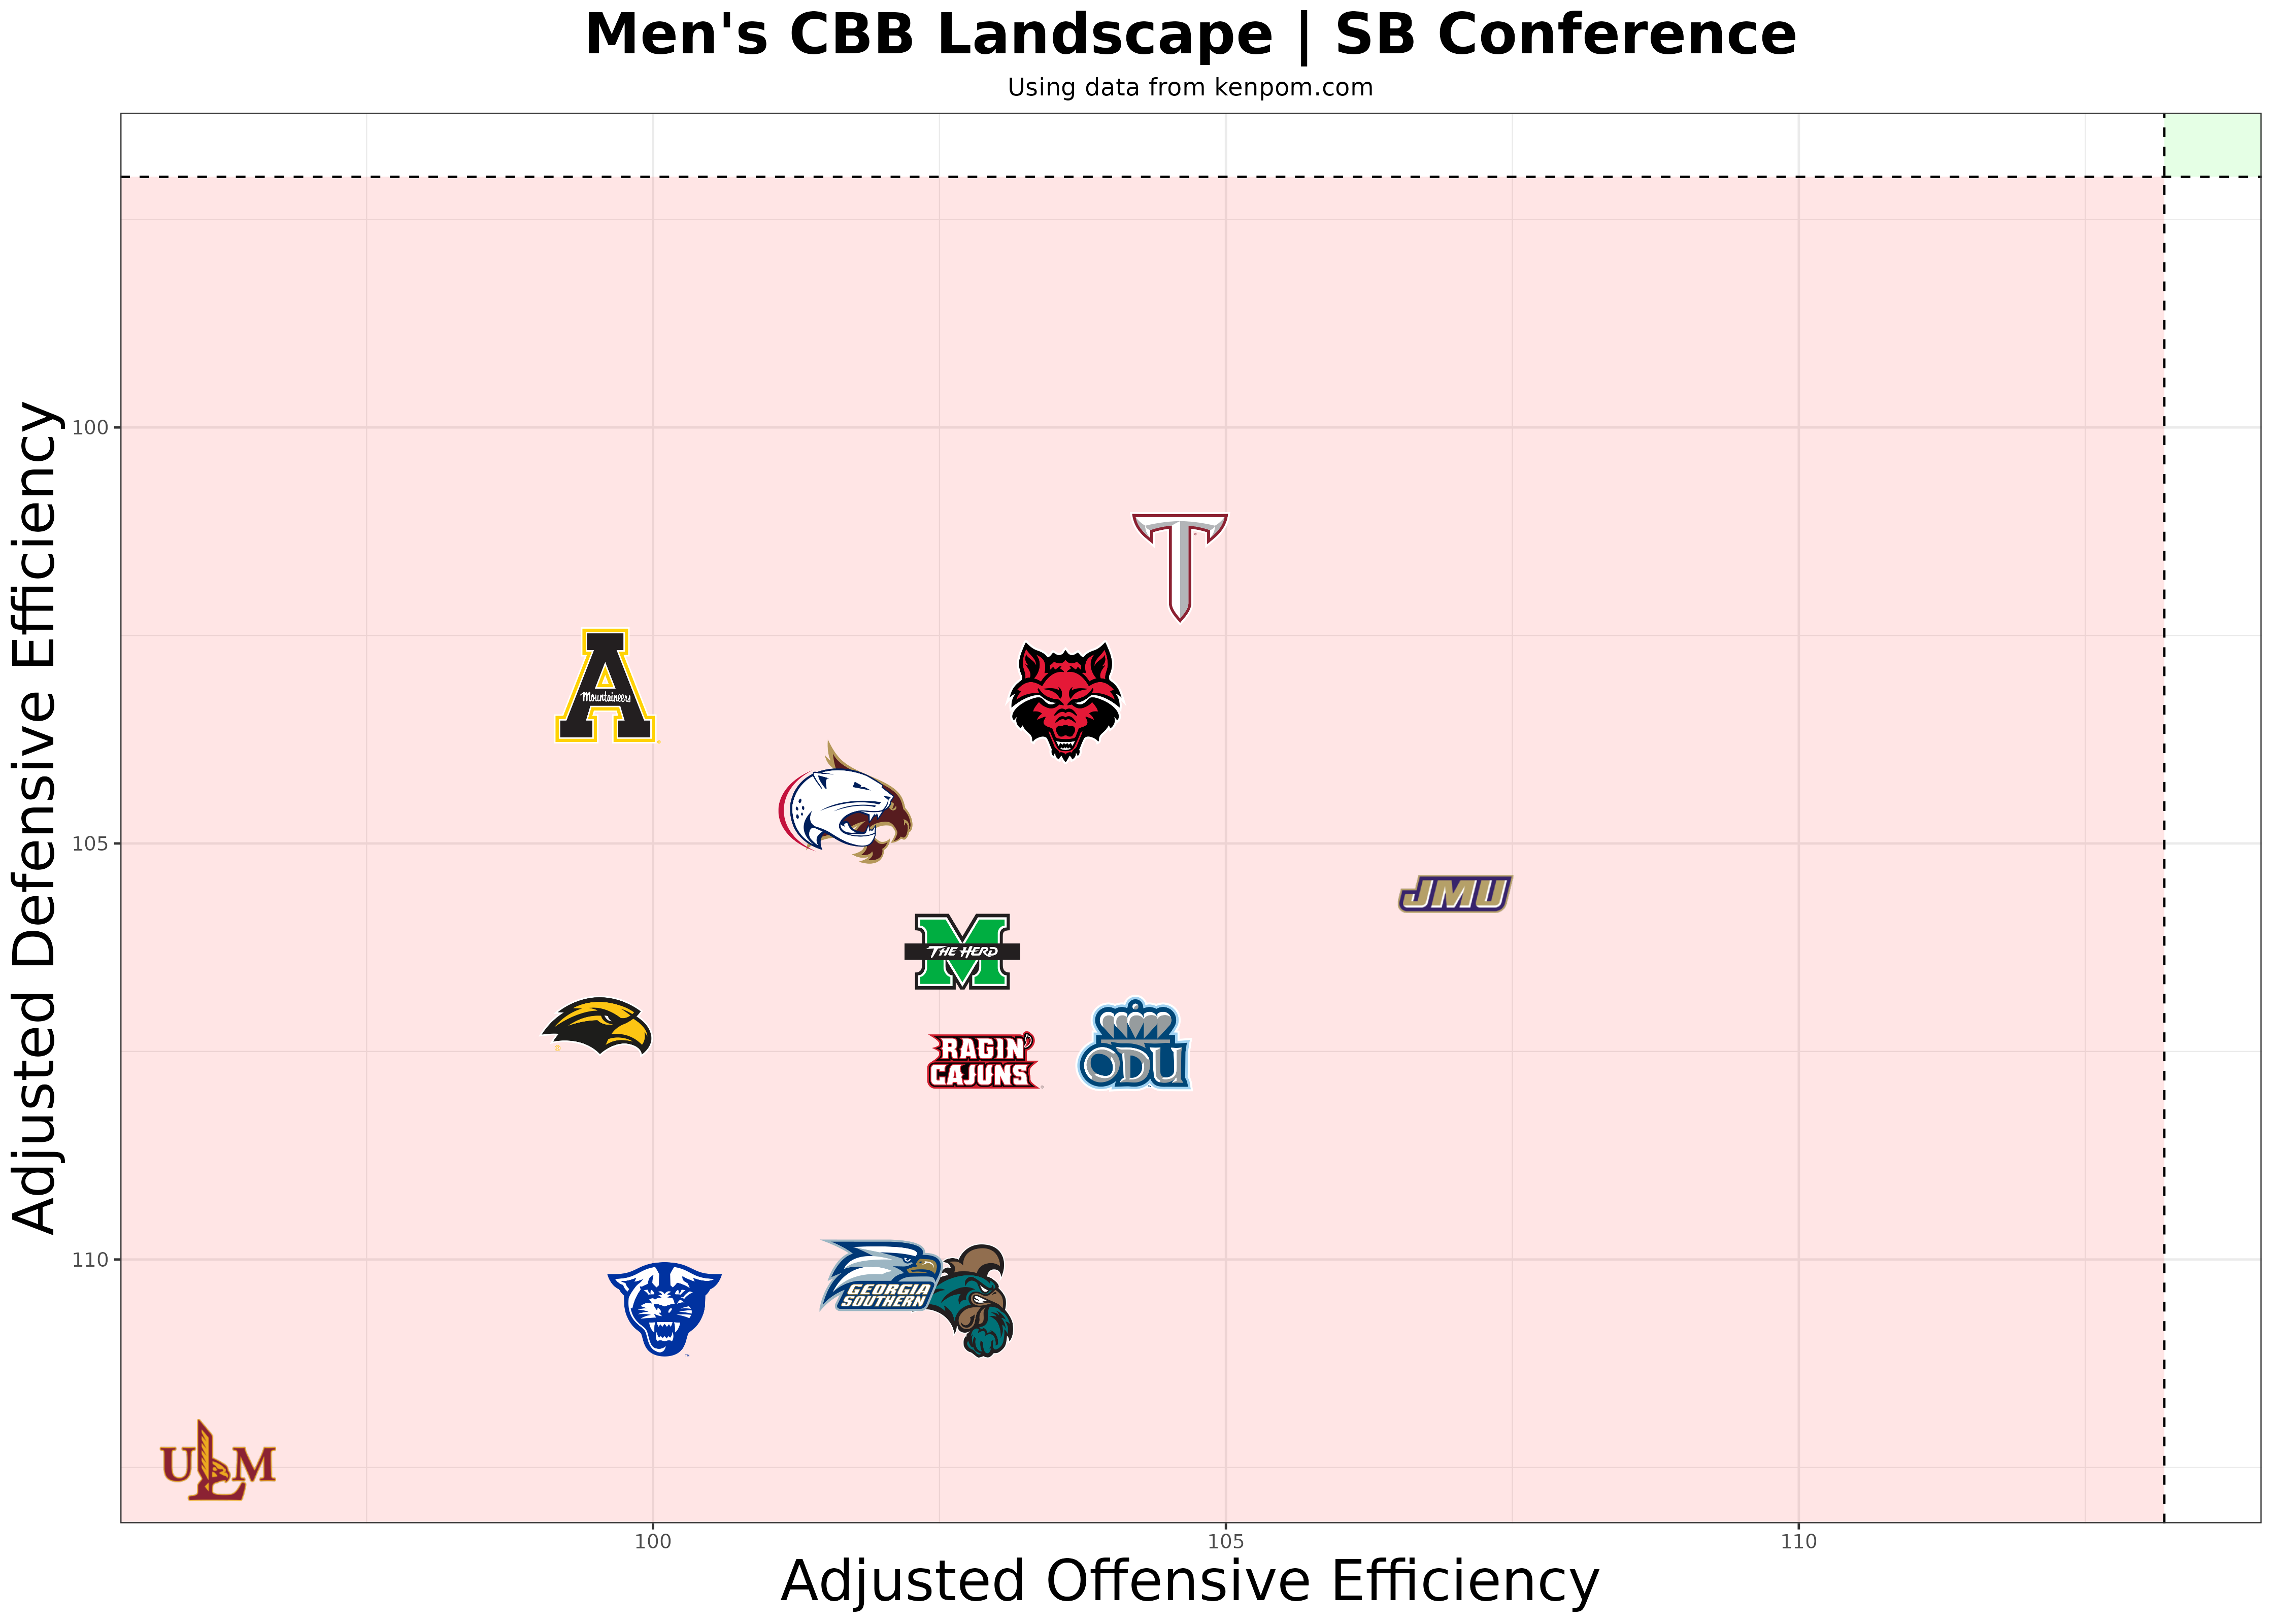 Men's CBB Landscape | SB Conference
Using data from kenpom.com
Adjusted Defensive Efficiency
100
105
110
T
A
Mountaineers
JMU
M
THE HERD
RAGIN'
CAJUNS
ODU
GEORGIA
SOUTHERN
ULM
100
105
110
Adjusted Offensive Efficiency